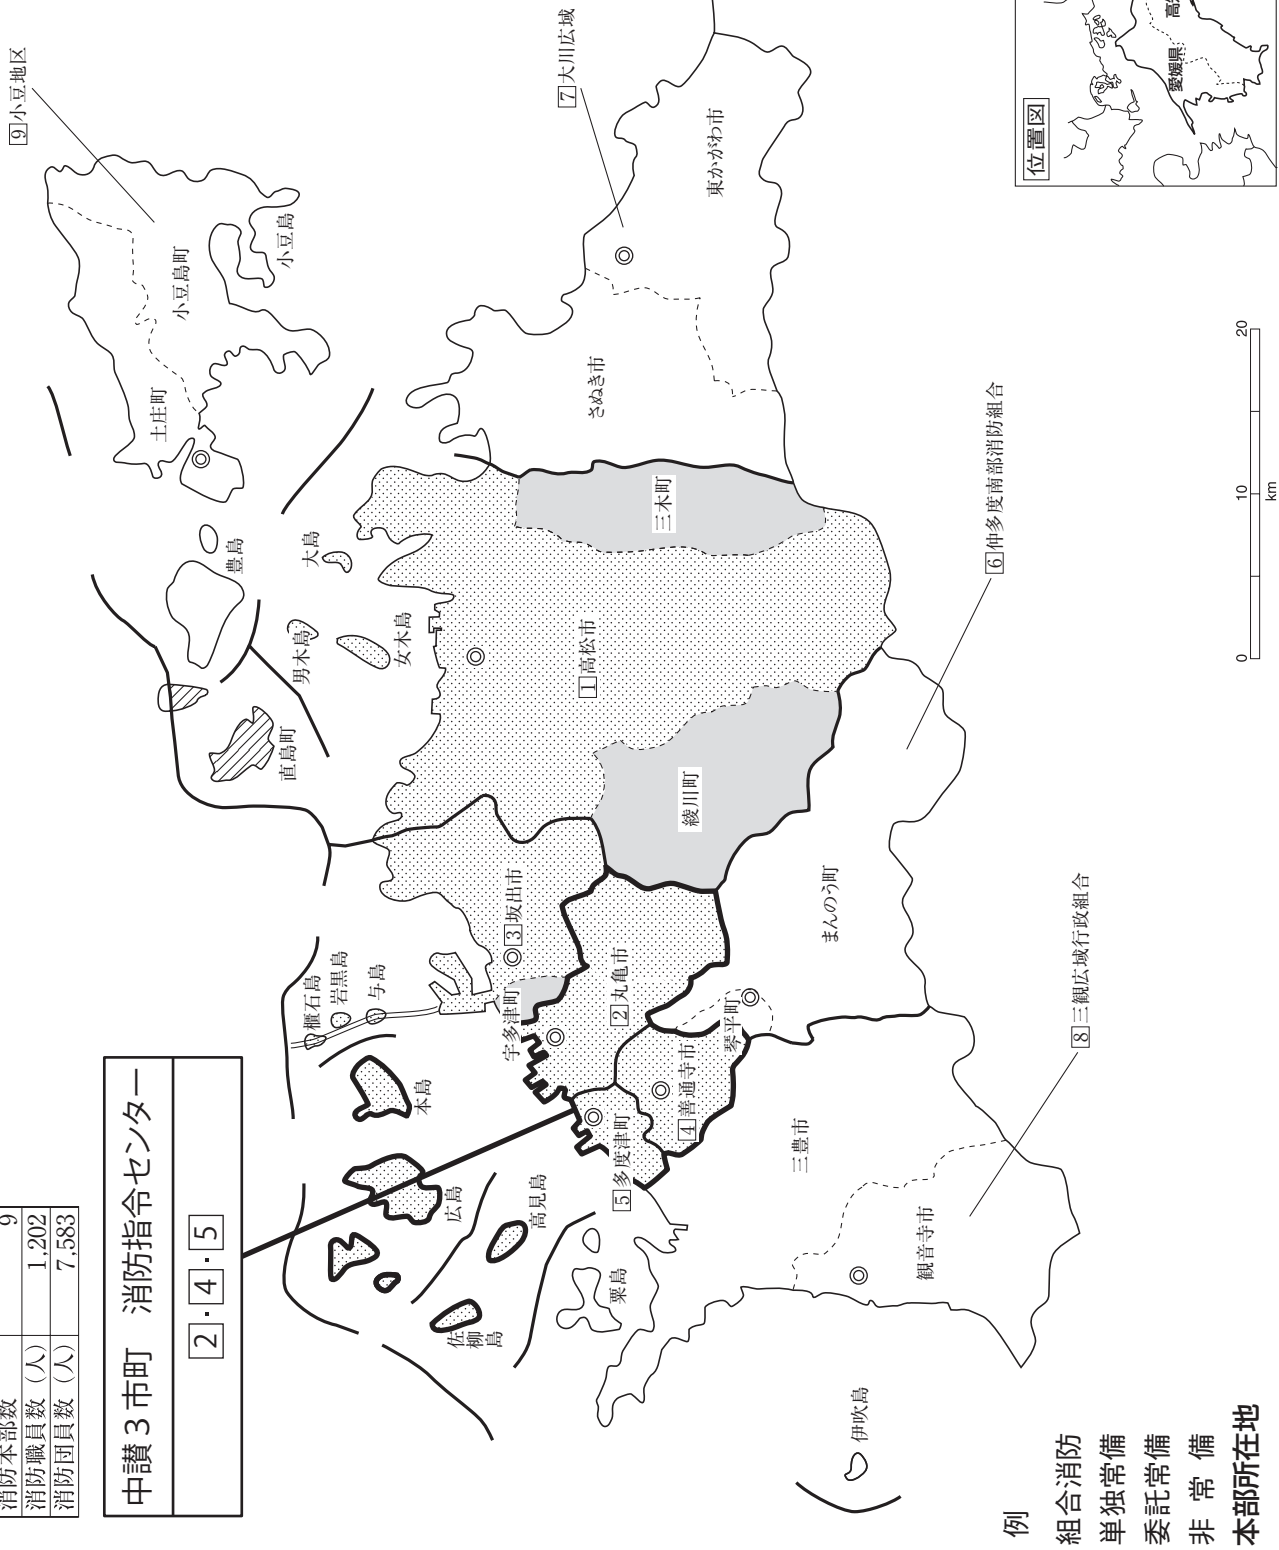 消防本部数 9
消防職員数（人） 1,202
消防団員数（人） 7,583
中讃３市町　消防指令センター
2・4・5
9 小豆地区
土庄町
小豆島町
小豆島
豊島
大島
男木島
女木島
直島町
7 大川広域
東かがわ市
さぬき市
三木町
1 高松市
綾川町
櫃石島
岩黒島
与島
3 坂出市
宇多津町
2 丸亀市
本島
広島
高見島
佐柳島
粟島
5 多度津町
4 善通寺市
琴平町
まんのう町
6 仲多度南部消防組合
三豊市
観音寺市
8 三観広域行政組合
伊吹島
例
組合消防
単独常備
委託常備
非常備
本部所在地
0 10 20
km
位置図
愛媛県